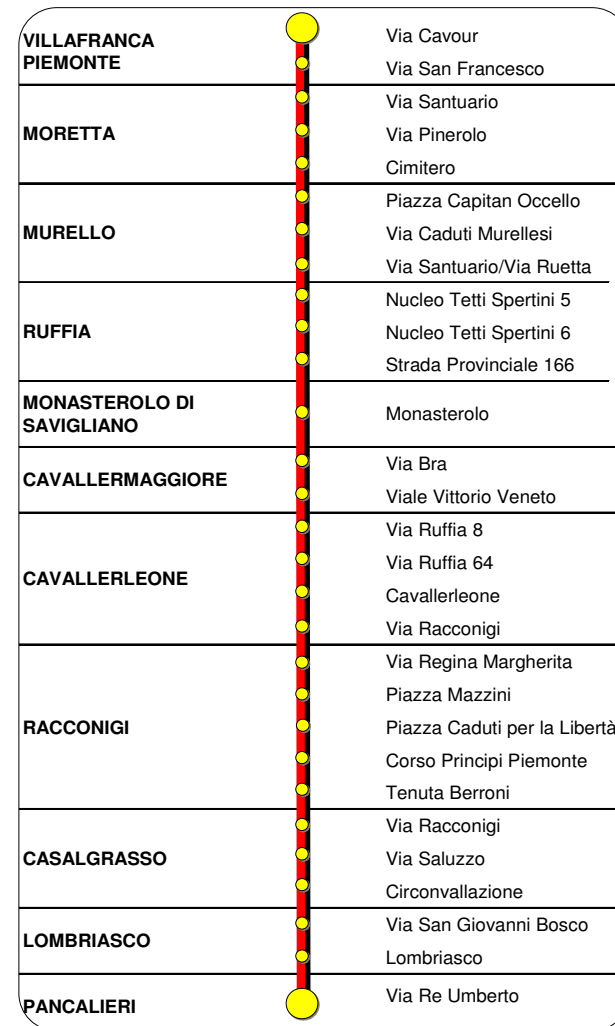 VILLAFRANCA
PIEMONTE
Via Cavour
Via San Francesco
MORETTA
Via Santuario
Via Pinerolo
Cimitero
MURELLO
Piazza Capitan Occello
Via Caduti Murellesi
Via Santuario/Via Ruetta
RUFFIA
Nucleo Tetti Spertini 5
Nucleo Tetti Spertini 6
Strada Provinciale 166
MONASTEROLO DI
SAVIGLIANO
Monasterolo
CAVALLERMAGGIORE
Via Bra
Viale Vittorio Veneto
CAVALLERLEONE
Via Ruffia 8
Via Ruffia 64
Cavallerleone
Via Racconigi
RACCONIGI
Via Regina Margherita
Piazza Mazzini
Piazza Caduti per la Libertà
Corso Principi Piemonte
Tenuta Berroni
CASALGRASSO
Via Racconigi
Via Saluzzo
Circonvallazione
LOMBRIASCO
Via San Giovanni Bosco
Lombriasco
PANCALIERI
Via Re Umberto